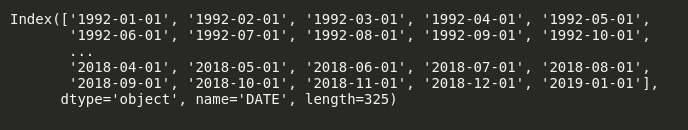 Index(['1992-01-01', '1992-02-01', '1992-03-01', '1992-04-01', '1992-05-01',
'1992-06-01', '1992-07-01', '1992-08-01', '1992-09-01', '1992-10-01',
...
'2018-04-01', '2018-05-01', '2018-06-01', '2018-07-01', '2018-08-01',
'2018-09-01', '2018-10-01', '2018-11-01', '2018-12-01', '2019-01-01'],
dtype='object', name='DATE', length=325)